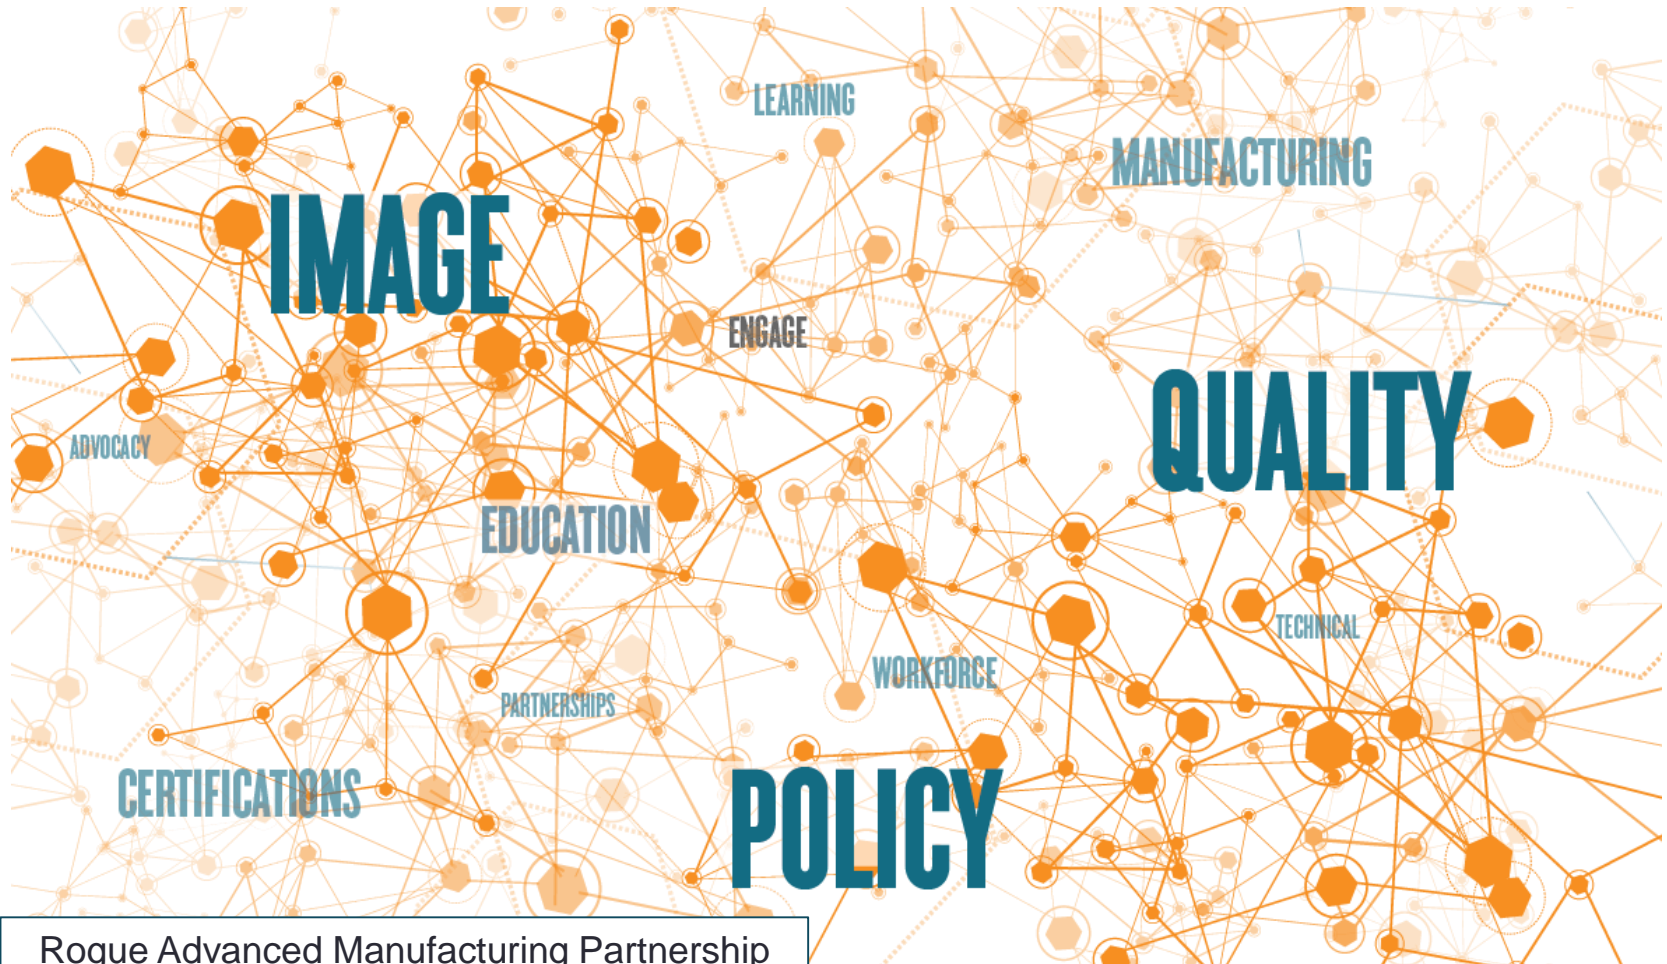 LEARNING
MANUFACTURING
IMAGE
ENGAGE
QUALITY
ADVOCACY
EDUCATION
TECHNICAL
WORKFORCE
PARTNERSHIPS
CERTIFICATIONS
POLICY
Rogue Advanced Manufacturing Partnership